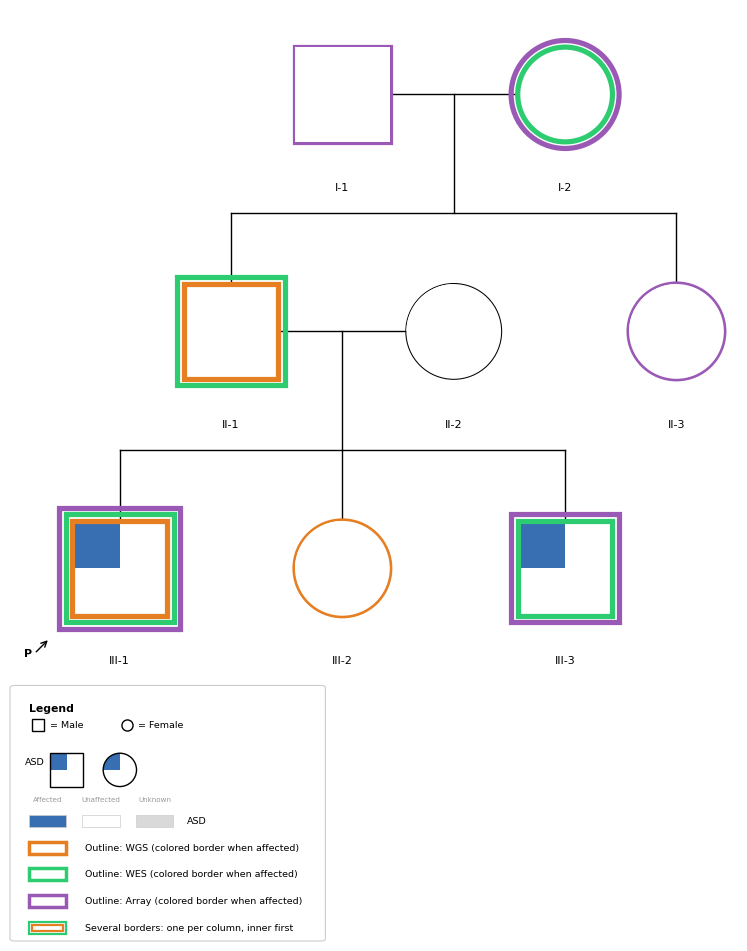 I-1
I-2
II-1
II-2
II-3
P
III-1
III-2
III-3
Legend
= Male
= Female
ASD
Affected
Unaffected
Unknown
ASD
Outline: WGS (colored border when affected)
Outline: WES (colored border when affected)
Outline: Array (colored border when affected)
Several borders: one per column, inner first